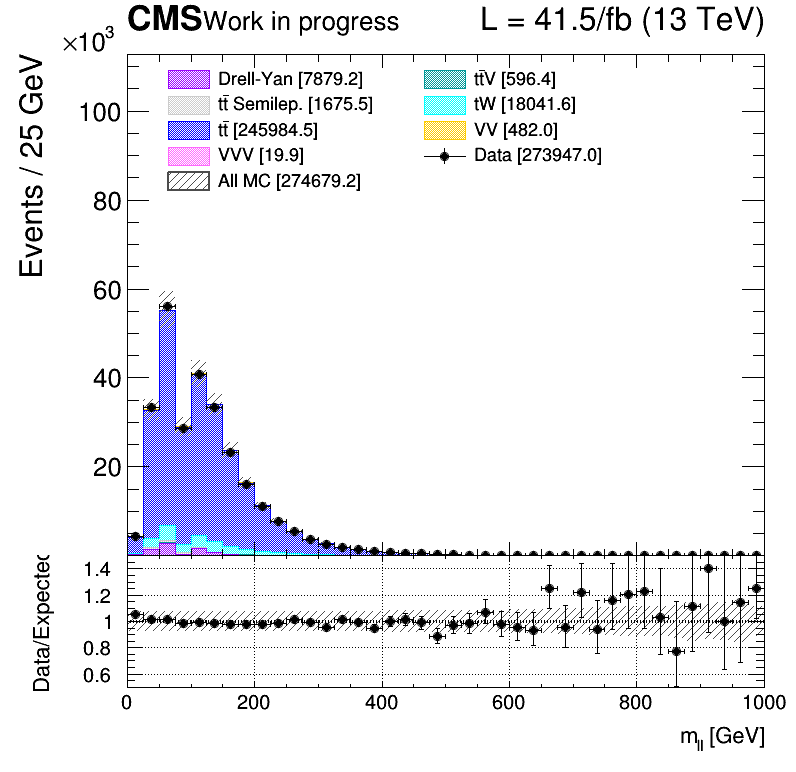 CMS Work in progress L = 41.5/fb (13 TeV)
×10³
Events / 25 GeV
Drell-Yan [7879.2]
tt̄ Semilep. [1675.5]
tt̄ [245984.5]
VVV [19.9]
All MC [274679.2]
tt̄V [596.4]
tW [18041.6]
VV [482.0]
Data [273947.0]
100
80
60
40
20
Data/Expected
1.4
1.2
1
0.8
0.6
0 200 400 600 800 1000
m_ll [GeV]